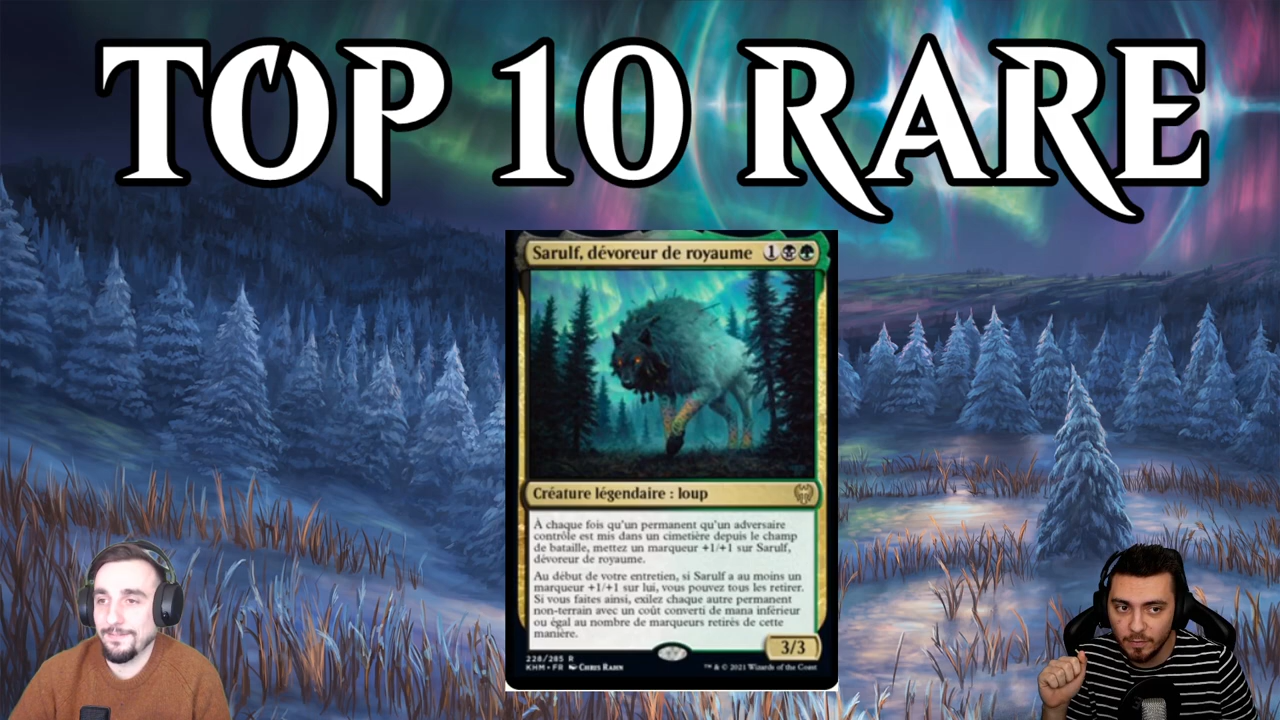 TOP 10 RARE
Sarulf, dévoreur de royaume 1
Créature légendaire : loup
À chaque fois qu'un permanent qu'un adversaire
contrôle est mis dans un cimetière depuis le champ
de bataille, mettez un marqueur +1/+1 sur Sarulf,
dévoreur de royaume.
Au début de votre entretien, si Sarulf a au moins un
marqueur +1/+1 sur lui, vous pouvez tous les retirer.
Si vous faites ainsi, exilez chaque autre permanent
non-terrain avec un coût converti de mana inférieur
ou égal au nombre de marqueurs retirés de cette
manière.
3/3
228/285 R
KHM • FR Chris Rahn
™ & © 2021 Wizards of the Coast